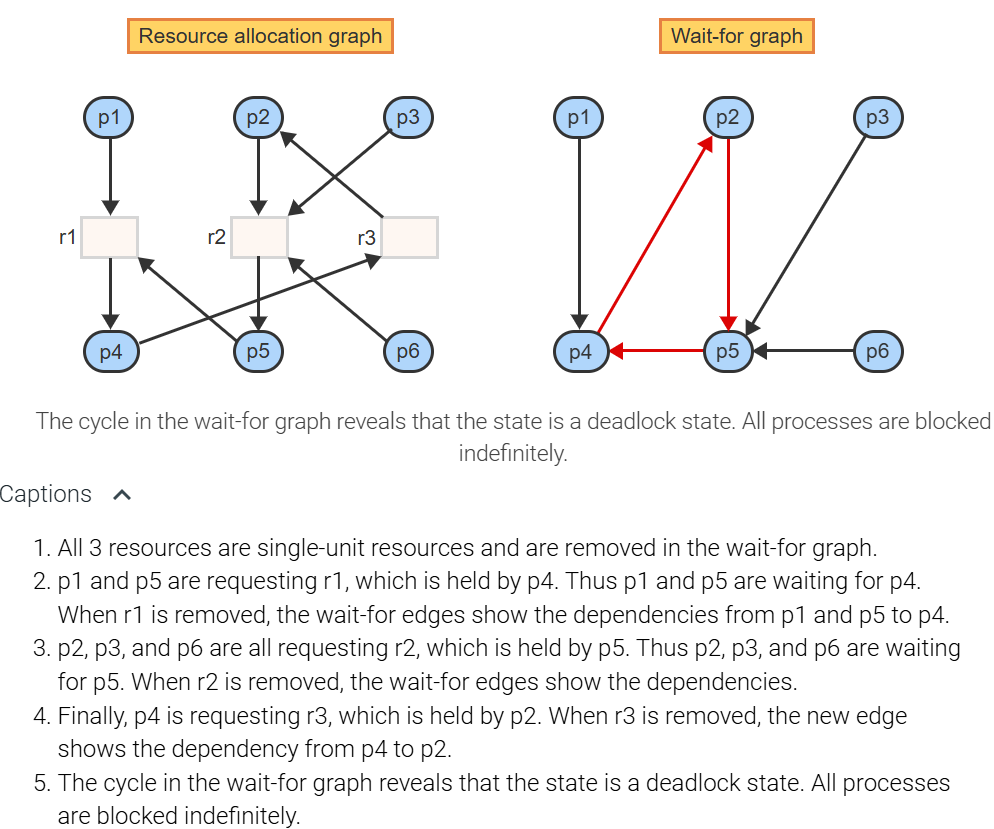 Resource allocation graph
Wait-for graph
p1
p2
p3
p1
p2
p3
r1
r2
r3
p4
p5
p6
p4
p5
p6
The cycle in the wait-for graph reveals that the state is a deadlock state. All processes are blocked
indefinitely.
Captions
1. All 3 resources are single-unit resources and are removed in the wait-for graph.
2. p1 and p5 are requesting r1, which is held by p4. Thus p1 and p5 are waiting for p4.
When r1 is removed, the wait-for edges show the dependencies from p1 and p5 to p4.
3. p2, p3, and p6 are all requesting r2, which is held by p5. Thus p2, p3, and p6 are waiting
for p5. When r2 is removed, the wait-for edges show the dependencies.
4. Finally, p4 is requesting r3, which is held by p2. When r3 is removed, the new edge
shows the dependency from p4 to p2.
5. The cycle in the wait-for graph reveals that the state is a deadlock state. All processes
are blocked indefinitely.